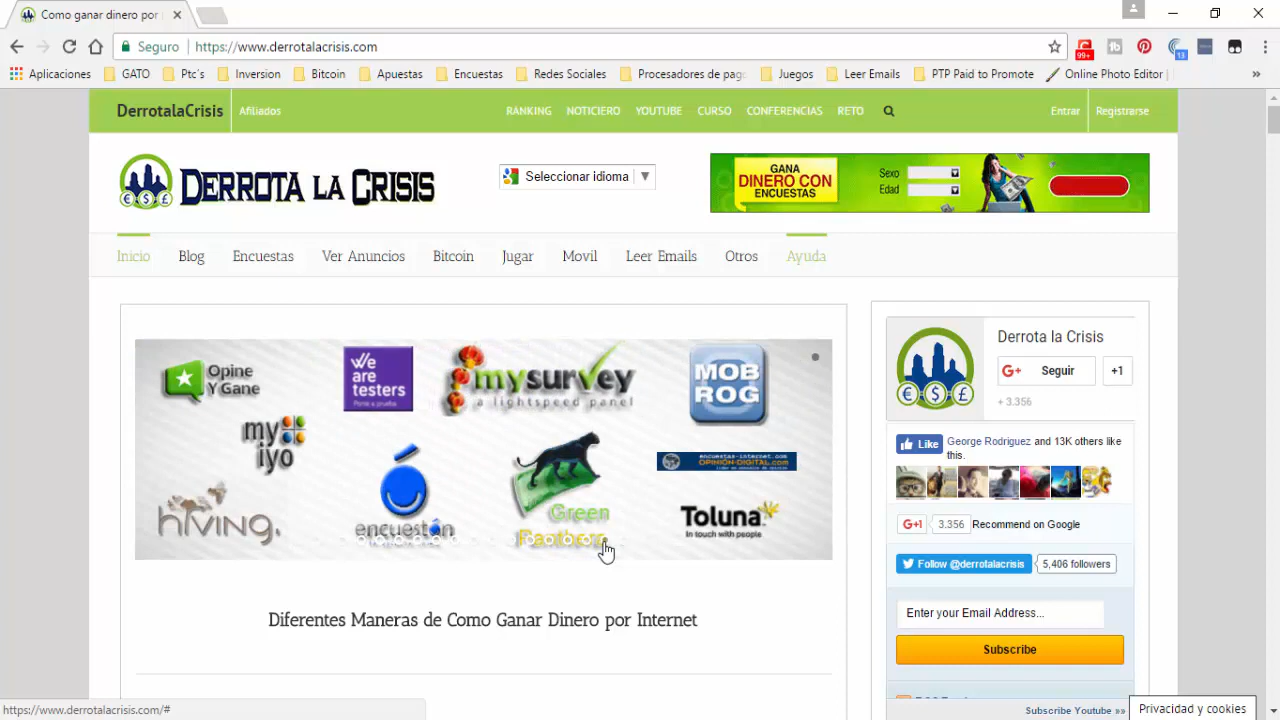 Como ganar dinero por
Seguro https://www.derrotalacrisis.com
99+
13
Aplicaciones GATO Ptc's Inversion Bitcoin Apuestas Encuestas Redes Sociales Procesadores de pago Juegos Leer Emails PTP Paid to Promote Online Photo Editor »
DerrotalaCrisis Afiliados RANKING NOTICIERO YOUTUBE CURSO CONFERENCIAS RETO Entrar Registrarse
DERROTA LA CRISIS
Seleccionar idioma ▼
GANA
DINERO CON
ENCUESTAS
Sexo
Edad
Inicio Blog Encuestas Ver Anuncios Bitcoin Jugar Movil Leer Emails Otros Ayuda
Opine
Y Gane
We
are
testers
mysurvey
a lightspeed panel
MOB
ROG
my
iyo
encuestas-internet.com
OPINIÓN-DIGITAL.com
hiving.
encuestón
Green
Panthera
Toluna
In touch with people
Diferentes Maneras de Como Ganar Dinero por Internet
Derrota la Crisis
G+ Seguir +1
+ 3.356
Like George Rodriguez and 13K others like
this.
G+1 3.356 Recommend on Google
Follow @derrotalacrisis 5,406 followers
Enter your Email Address...
Subscribe
Subscribe Youtube »»
Privacidad y cookies
https://www.derrotalacrisis.com/#